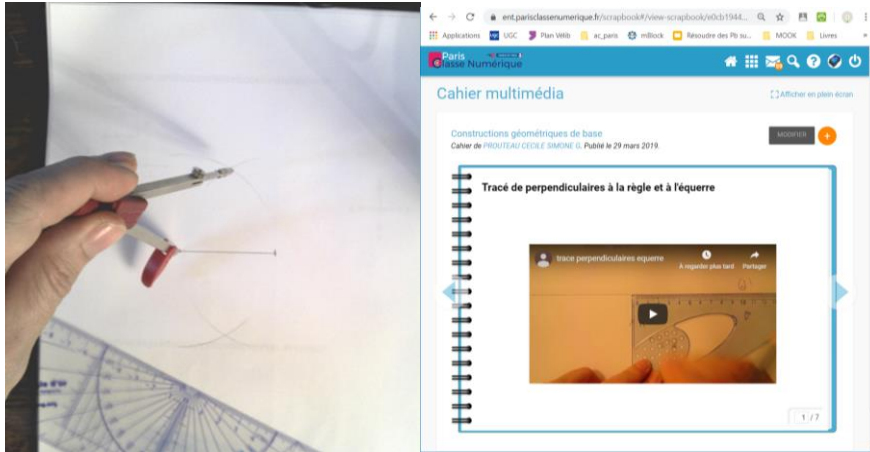 ent.parisclassenumerique.fr/scrapbook#/view-scrapbook/e0cb1944...
Applications UGC Plan Vélib ac_paris mBlock Résoudre des Pb su... MOOK Livres »
Paris
Classe Numérique
Cahier multimédia
Afficher en plein écran
Constructions géométriques de base
MODIFIER +
Cahier de PROUTEAU CECILE SIMONE G. Publié le 29 mars 2019.
Tracé de perpendiculaires à la règle et à l'équerre
trace perpendiculaires equerre
À regarder plus tard Partager
1 / 7